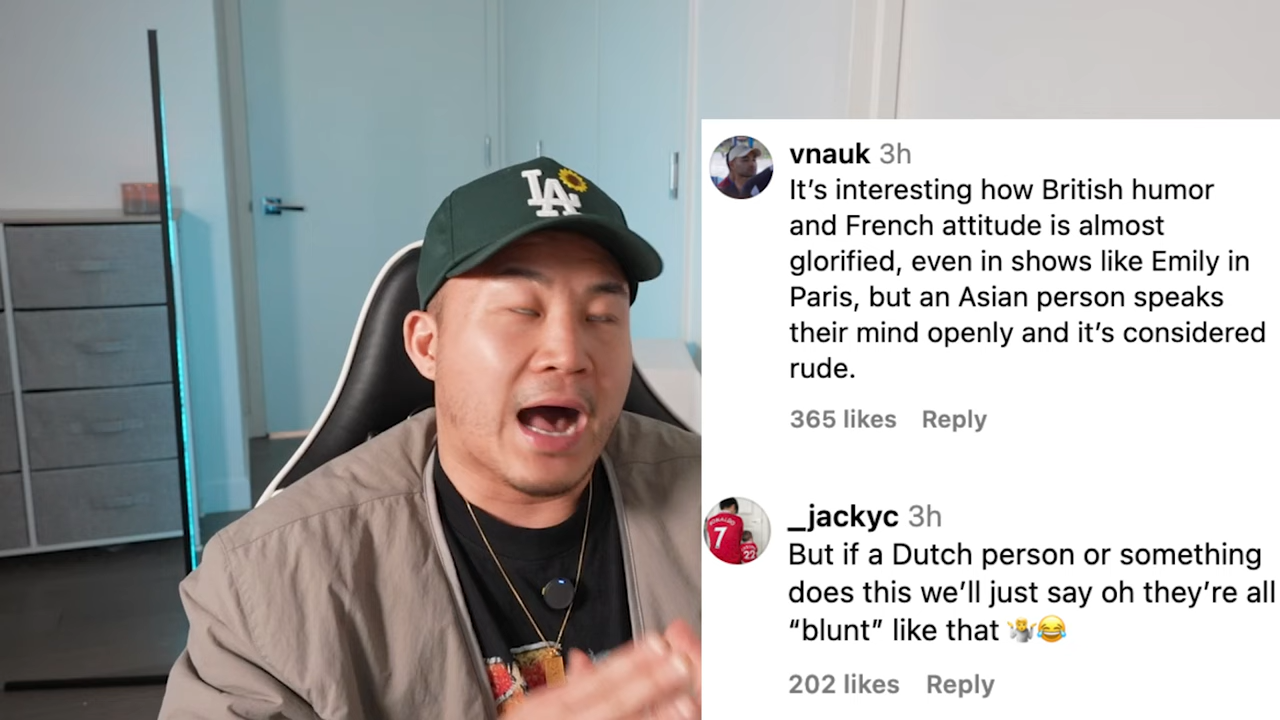 LA
vnauk 3h
It’s interesting how British humor
and French attitude is almost
glorified, even in shows like Emily in
Paris, but an Asian person speaks
their mind openly and it’s considered
rude.
365 likes Reply
RONALDO
7
22
_jackyc 3h
But if a Dutch person or something
does this we’ll just say oh they’re all
“blunt” like that 🤷‍♂️😂
202 likes Reply